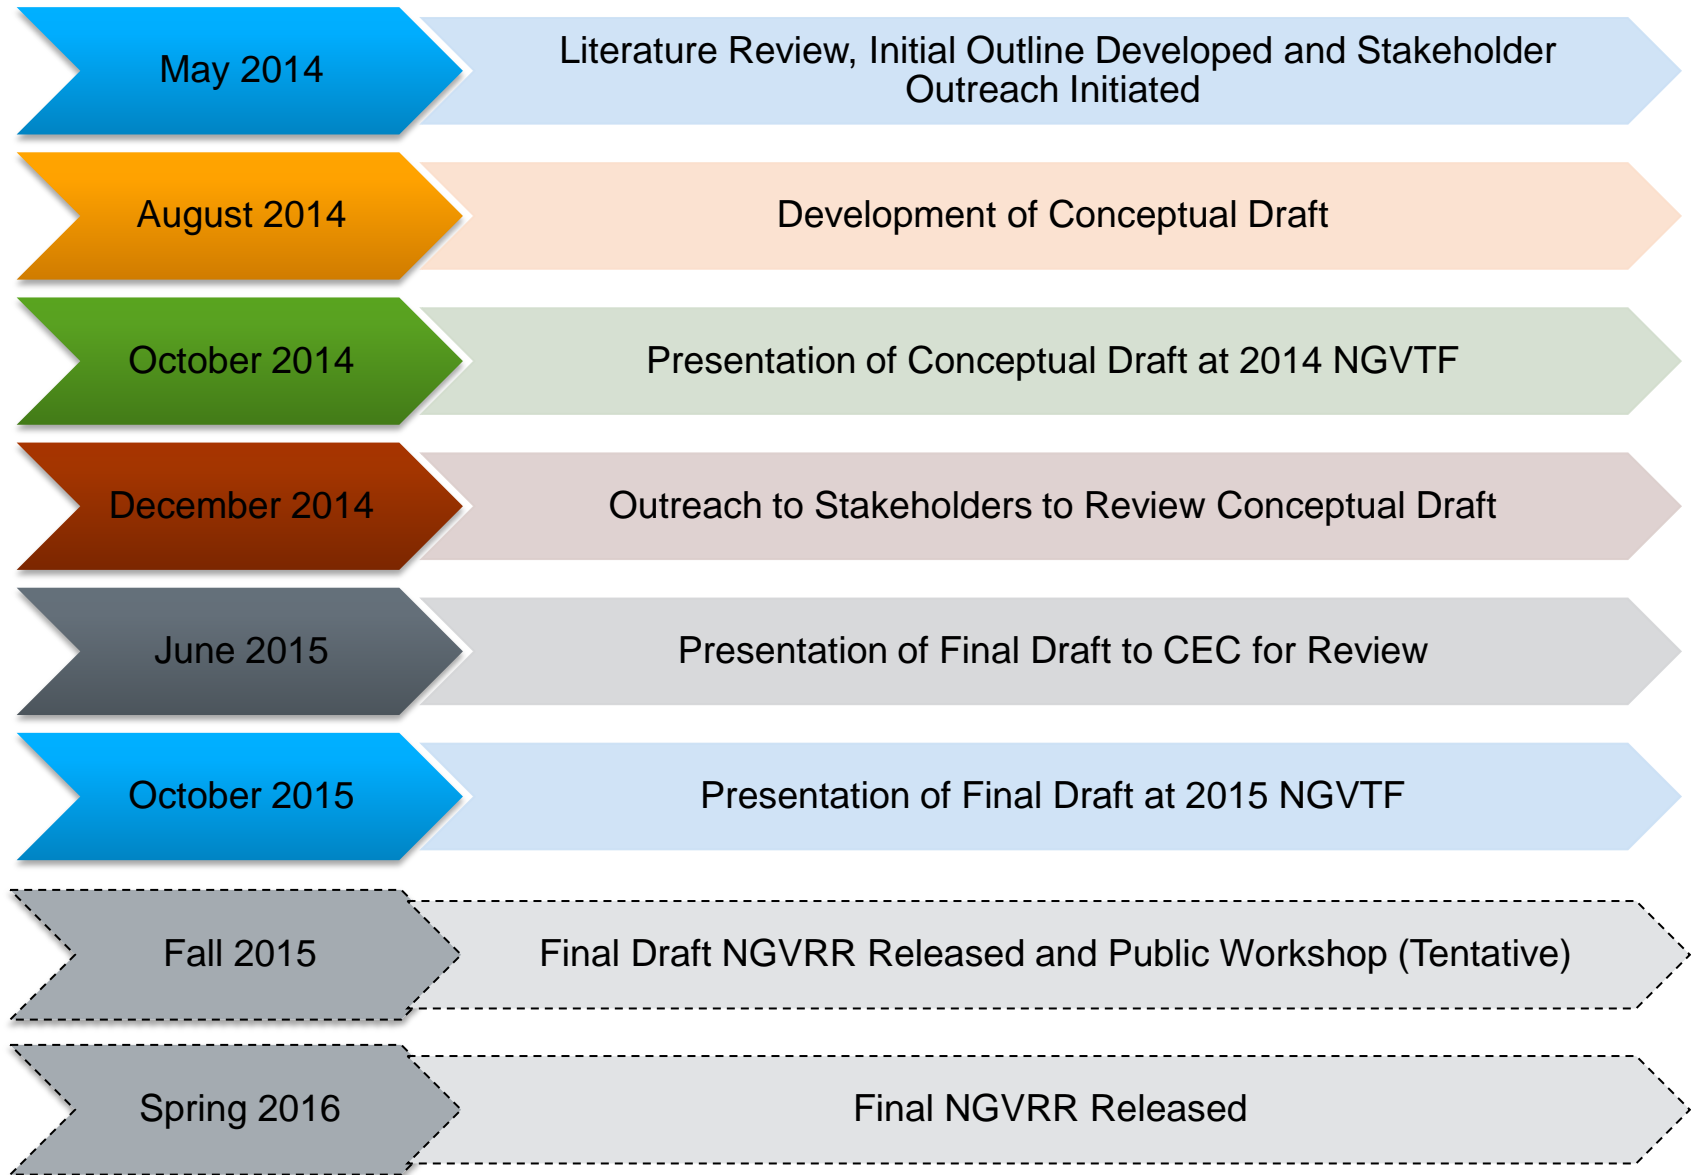 May 2014
Literature Review, Initial Outline Developed and Stakeholder
Outreach Initiated
August 2014
Development of Conceptual Draft
October 2014
Presentation of Conceptual Draft at 2014 NGVTF
December 2014
Outreach to Stakeholders to Review Conceptual Draft
June 2015
Presentation of Final Draft to CEC for Review
October 2015
Presentation of Final Draft at 2015 NGVTF
Fall 2015
Final Draft NGVRR Released and Public Workshop (Tentative)
Spring 2016
Final NGVRR Released